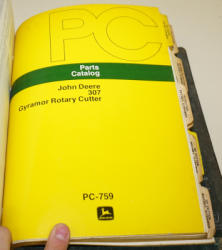 PC
Parts
Catalog
John Deere
307
Gyramor Rotary Cutter
PC-759